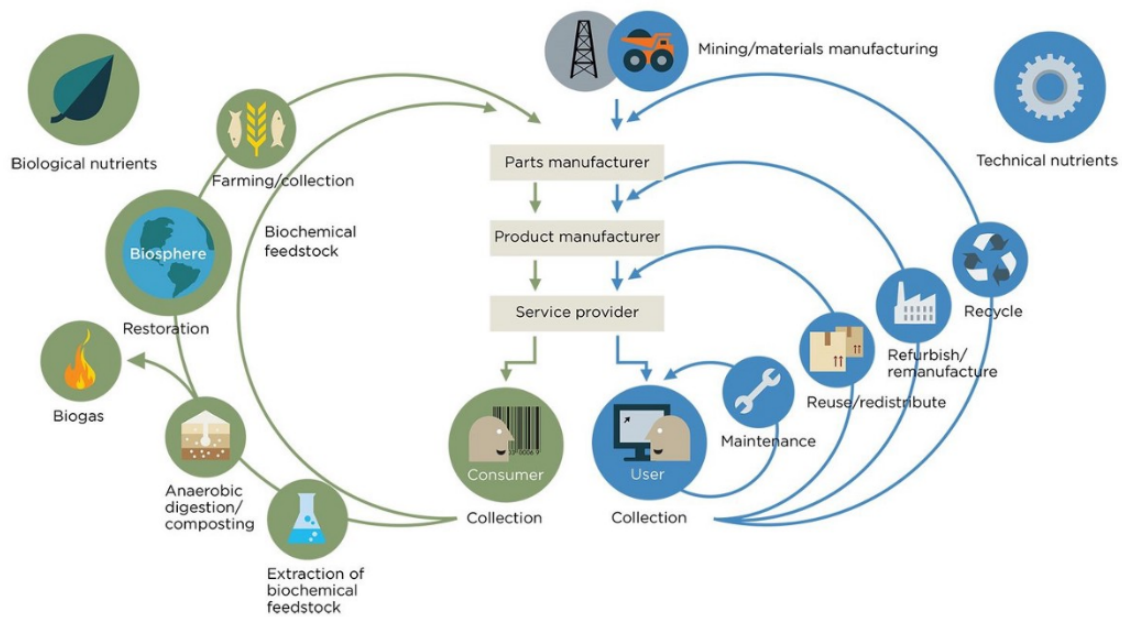 Mining/materials manufacturing
Biological nutrients
Technical nutrients
Farming/collection
Parts manufacturer
Biochemical
feedstock
Product manufacturer
Biosphere
Service provider
Restoration
Recycle
Refurbish/
remanufacture
Biogas
Reuse/redistribute
Maintenance
Consumer
User
Anaerobic
digestion/
composting
Collection
Collection
Extraction of
biochemical
feedstock